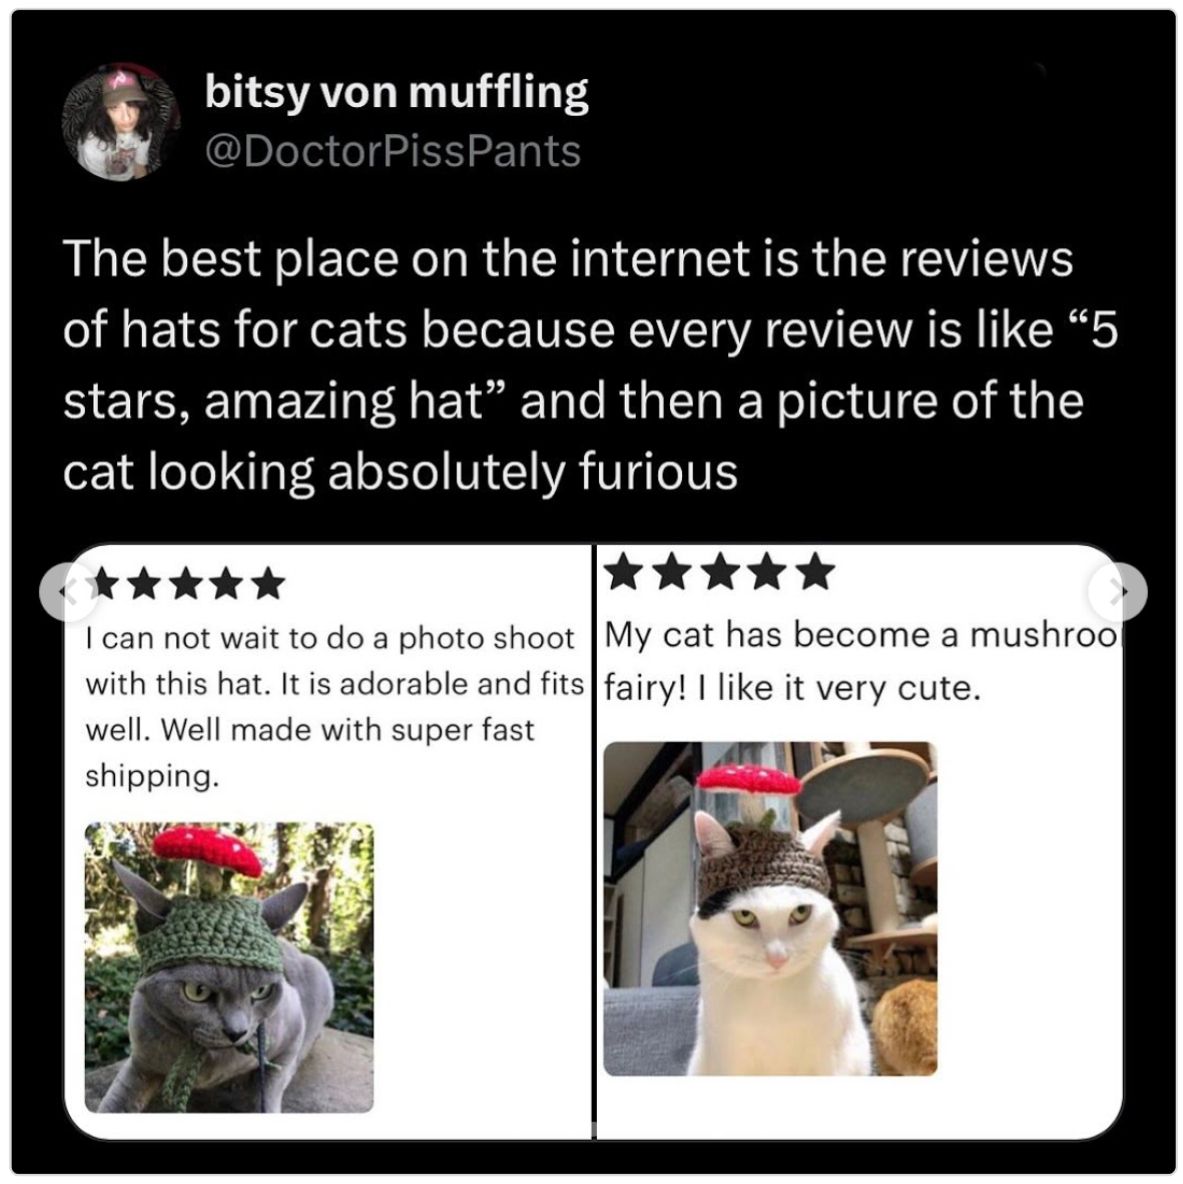 bitsy von muffling
@DoctorPissPants
The best place on the internet is the reviews
of hats for cats because every review is like “5
stars, amazing hat” and then a picture of the
cat looking absolutely furious
★★★★★
I can not wait to do a photo shoot
with this hat. It is adorable and fits
well. Well made with super fast
shipping.
★★★★★
My cat has become a mushroo
fairy! I like it very cute.